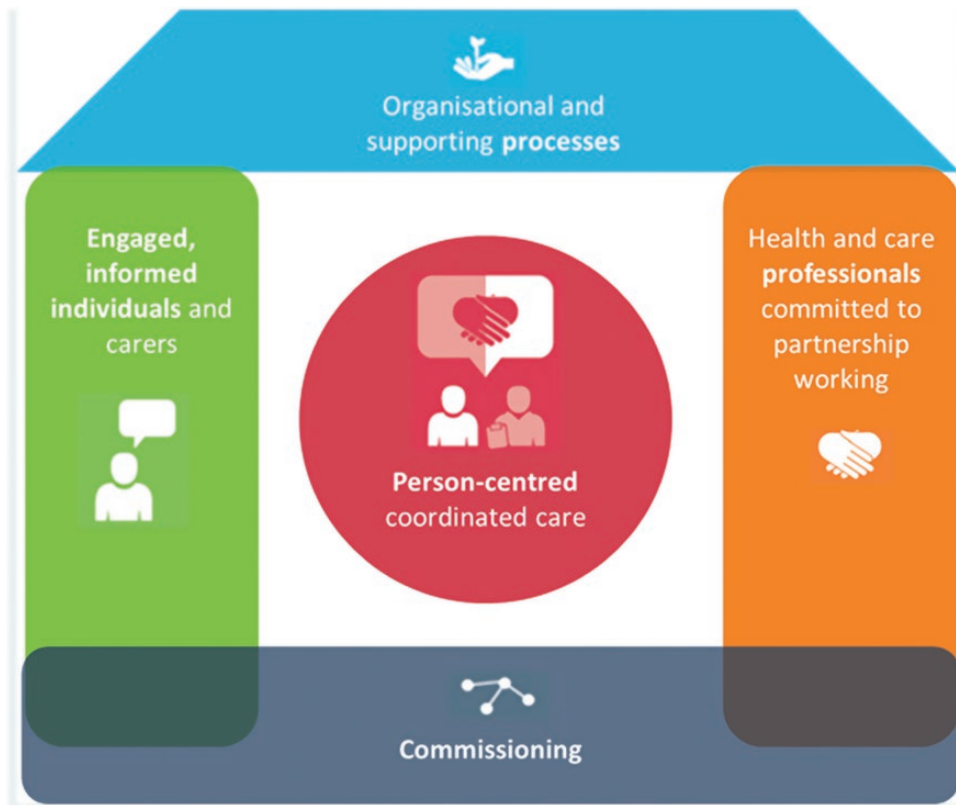 Organisational and
supporting processes
Engaged,
informed
individuals and
carers
Health and care
professionals
committed to
partnership
working
Person-centred
coordinated care
Commissioning